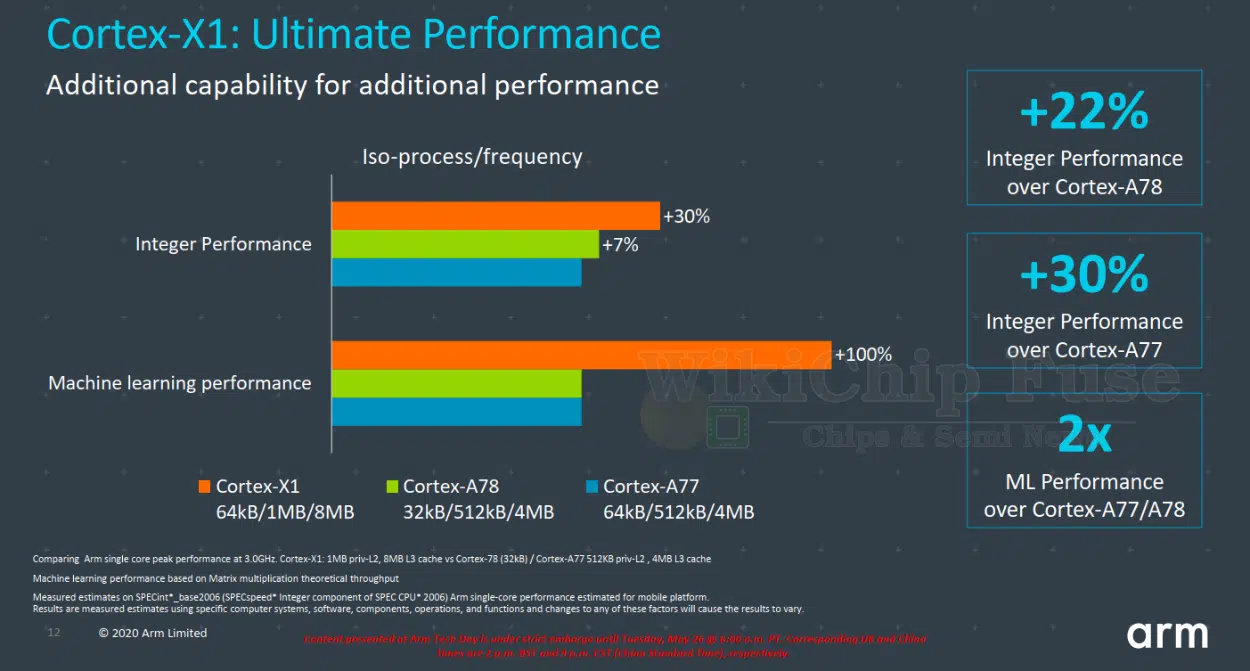 Cortex-X1: Ultimate Performance
Additional capability for additional performance
Iso-process/frequency
Integer Performance
+30%
+7%
Machine learning performance
+100%
Cortex-X1
64kB/1MB/8MB
Cortex-A78
32kB/512kB/4MB
Cortex-A77
64kB/512kB/4MB
+22%
Integer Performance
over Cortex-A78
+30%
Integer Performance
over Cortex-A77
2x
ML Performance
over Cortex-A77/A78
WikiChip Fuse
Chips & Semi News
Comparing Arm single core peak performance at 3.0GHz. Cortex-X1: 1MB priv-L2, 8MB L3 cache vs Cortex-78 (32kB) / Cortex-A77 512KB priv-L2 , 4MB L3 cache
Machine learning performance based on Matrix multiplication theoretical throughput
Measured estimates on SPECint*_base2006 (SPECspeed* Integer component of SPEC CPU* 2006) Arm single-core performance estimated for mobile platform.
Results are measured estimates using specific computer systems, software, components, operations, and functions and changes to any of these factors will cause the results to vary.
12
© 2020 Arm Limited
Content presented at Arm Tech Day is under strict embargo until Tuesday, May 26 @ 6:00 a.m. PT. Corresponding UK and China
times are 2 p.m. BST and 9 p.m. CST (China Standard Time), respectively.
arm